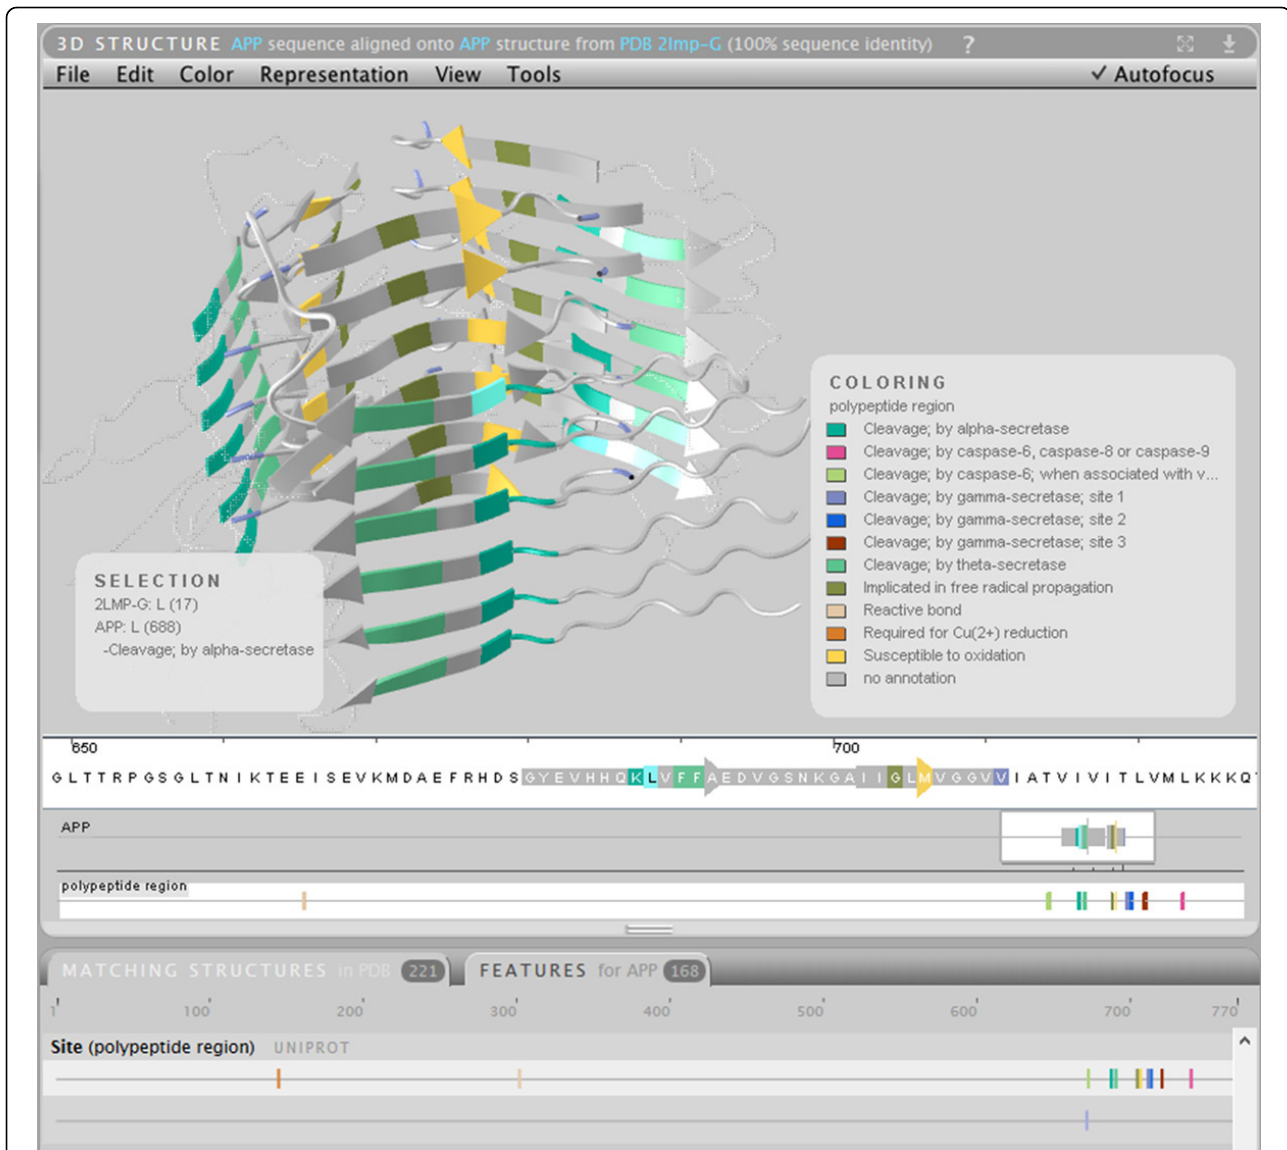 3D STRUCTURE APP sequence aligned onto APP structure from PDB 2lmp-G (100% sequence identity) ?
File Edit Color Representation View Tools ✓ Autofocus
COLORING
polypeptide region
Cleavage; by alpha-secretase
Cleavage; by caspase-6, caspase-8 or caspase-9
Cleavage; by caspase-6; when associated with v...
Cleavage; by gamma-secretase; site 1
Cleavage; by gamma-secretase; site 2
Cleavage; by gamma-secretase; site 3
Cleavage; by theta-secretase
Implicated in free radical propagation
Reactive bond
Required for Cu(2+) reduction
Susceptible to oxidation
no annotation
SELECTION
2LMP-G: L (17)
APP: L (688)
-Cleavage; by alpha-secretase
650 700
GLTTRPGSGLTNIKTEEISEVKMDAEFRHDSGYEVHHQKLVFFAEDVGSNKGAIIGLMVGGVVIATVIVITLVMLKKKQ
APP
polypeptide region
MATCHING STRUCTURES in PDB 221 FEATURES for APP 168
1 100 200 300 400 500 600 700 770
Site (polypeptide region) UNIPROT